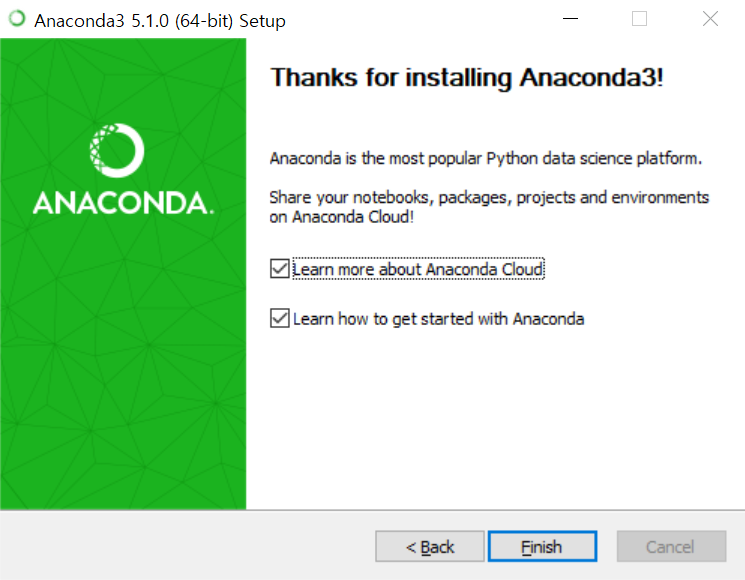 Anaconda3 5.1.0 (64-bit) Setup
ANACONDA.
Thanks for installing Anaconda3!
Anaconda is the most popular Python data science platform.
Share your notebooks, packages, projects and environments
on Anaconda Cloud!
Learn more about Anaconda Cloud
Learn how to get started with Anaconda
< Back
Finish
Cancel